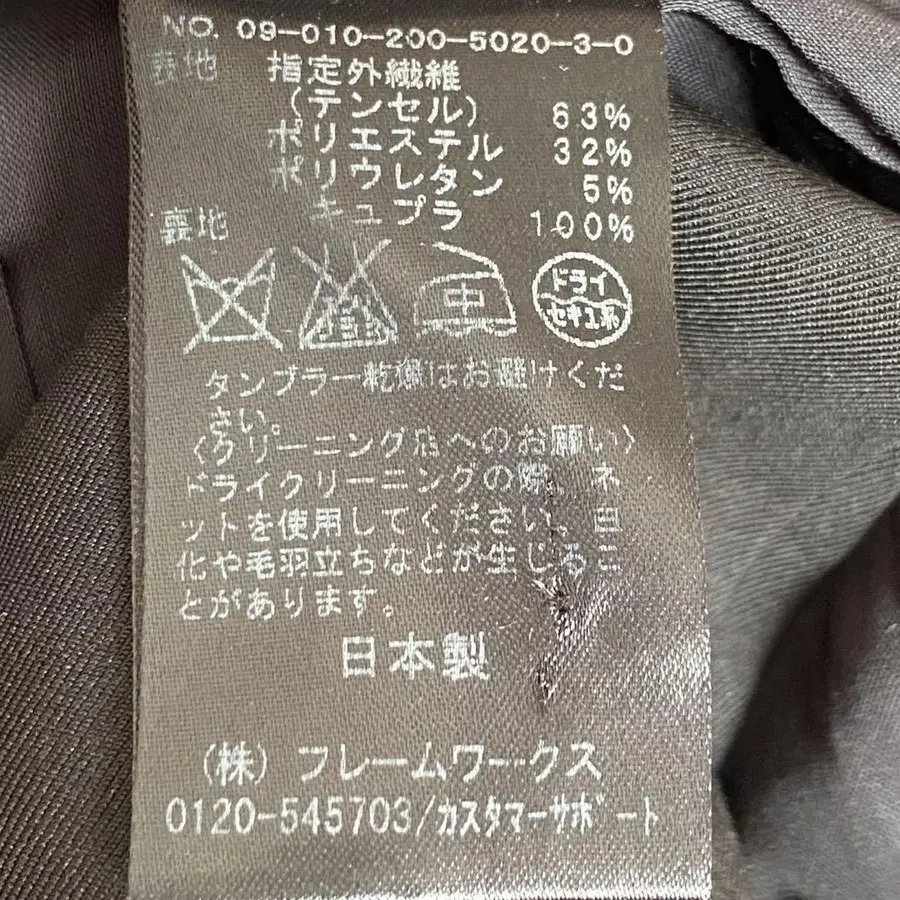 NO. 09-010-200-5020-3-0
表地 指定外繊維
(テンセル) 63%
ポリエステル 32%
ポリウレタン 5%
裏地 キュプラ 100%
中 ドライ
セキユ系
タンブラー乾燥はお避けくだ
さい。
〈クリーニング店へのお願い〉
ドライクリーニングの際、ネ
ットを使用してください。白
化や毛羽立ちなどが生じるこ
とがあります。
日本製
(株) フレームワークス
0120-545703/カスタマーサポート